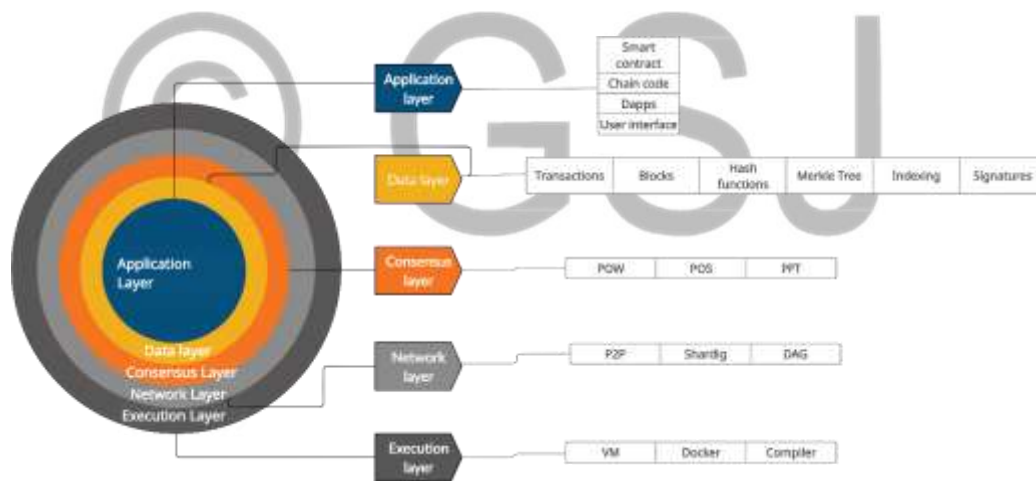 © GSJ
Smart
contract
Chain code
Dapps
User interface
Application
layer
Data layer
Transactions
Blocks
Hash
functions
Merkle Tree
Indexing
Signatures
Consensus
layer
POW
POS
Network
layer
P2P
Shardig
DAG
Execution
layer
VM
Docker
Compiler
Application
Layer
Data layer
Consensus Layer
Network Layer
Execution Layer